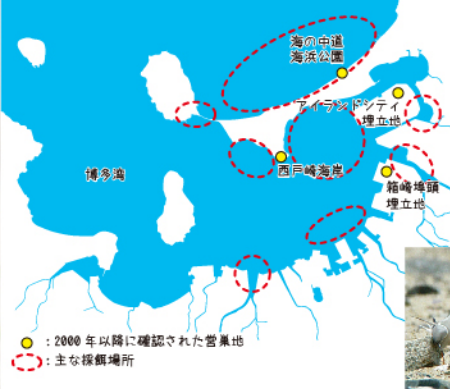 海の中道
海浜公園
アイランドシティ
埋立地
西戸崎海岸
博多湾
箱崎埠頭
埋立地
:2000年以降に確認された営巣地
:主な採餌場所